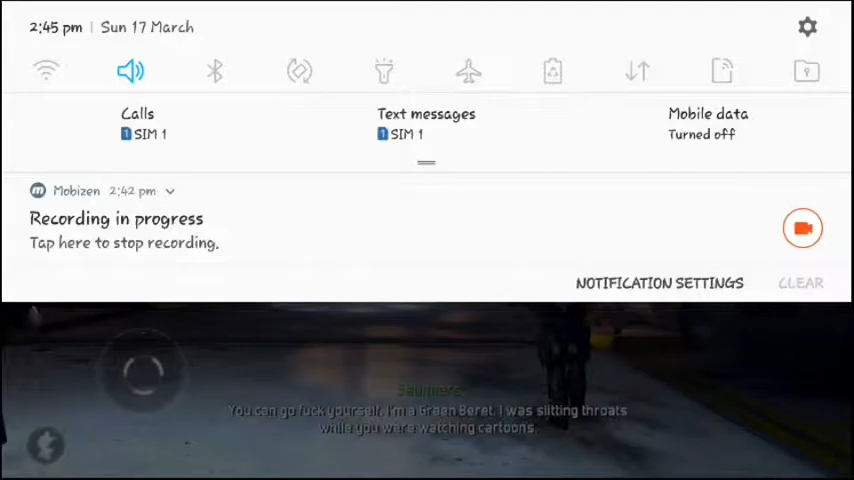 2:45 pm | Sun 17 March
Calls
Text messages
Mobile data
1 SIM 1
1 SIM 1
Turned off
m Mobizen 2:42 pm
Recording in progress
Tap here to stop recording.
NOTIFICATION SETTINGS
CLEAR
You can go fuck yourself. I'm a Green Beret. I was slitting throats
while you were watching cartoons.